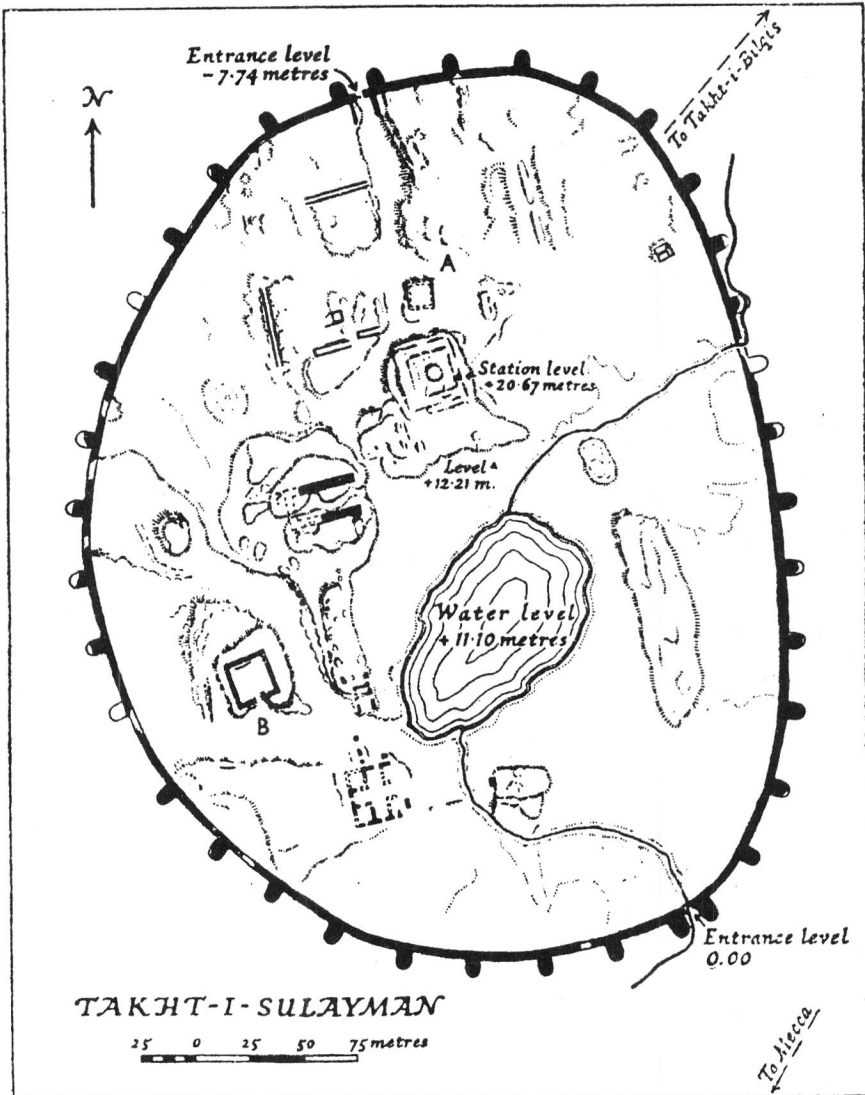 Entrance level
- 7·74 metres
To Takht-i-Bilqis
N
A
Station level
+ 20·67 metres
Level
+12·21 m.
Water level
+ 11·10 metres
B
Entrance level
0.00
TAKHT-I-SULAYMAN
25 0 25 50 75 metres
To Mecca